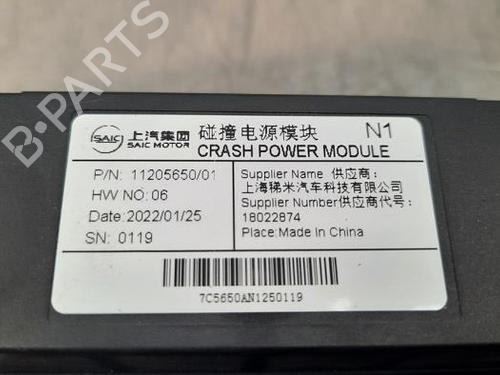 B-PARTS
SAIC 上汽集团 碰撞电源模块 N1
SAIC MOTOR CRASH POWER MODULE
P/N: 11205650/01
HW NO: 06
Date:2022/01/25
SN: 0119
Supplier Name 供应商:
上海稊米汽车科技有限公司
Supplier Number供应商代号:
18022874
Place:Made In China
7C5650AN1250119